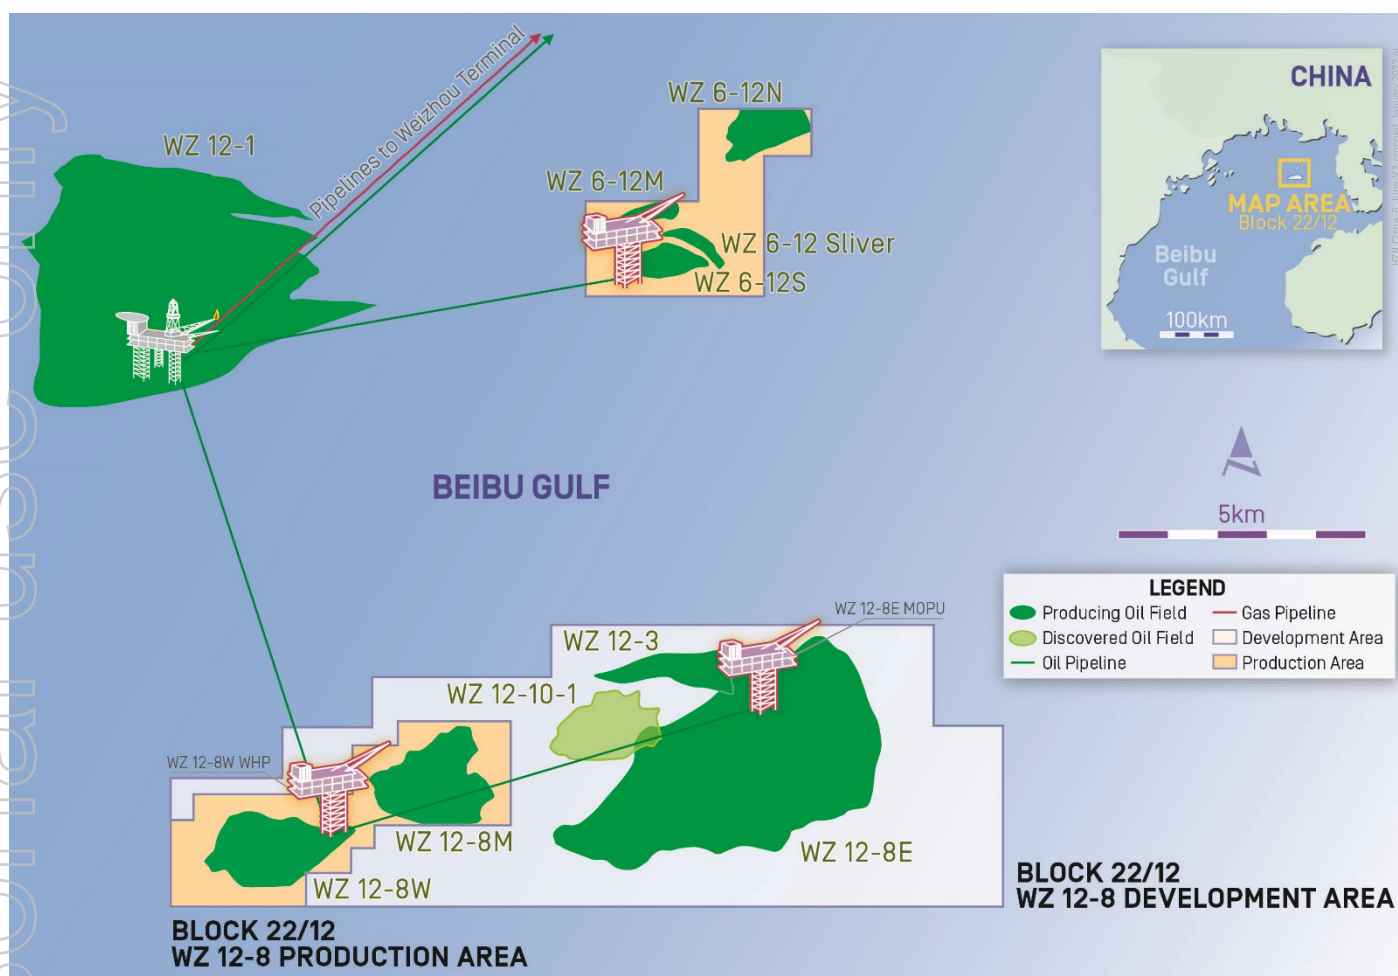 Pipelines to Weizhou Terminal
WZ 12-1
WZ 6-12N
WZ 6-12M
WZ 6-12 Sliver
WZ 6-12S
CHINA
MAP AREA
Block 22/12
Beibu
Gulf
100km
BEIBU GULF
5km
LEGEND
Producing Oil Field
Gas Pipeline
Discovered Oil Field
Development Area
Oil Pipeline
Production Area
WZ 12-8E MOPU
WZ 12-3
WZ 12-10-1
WZ 12-8W WHP
WZ 12-8M
WZ 12-8E
WZ 12-8W
BLOCK 22/12
WZ 12-8 DEVELOPMENT AREA
BLOCK 22/12
WZ 12-8 PRODUCTION AREA